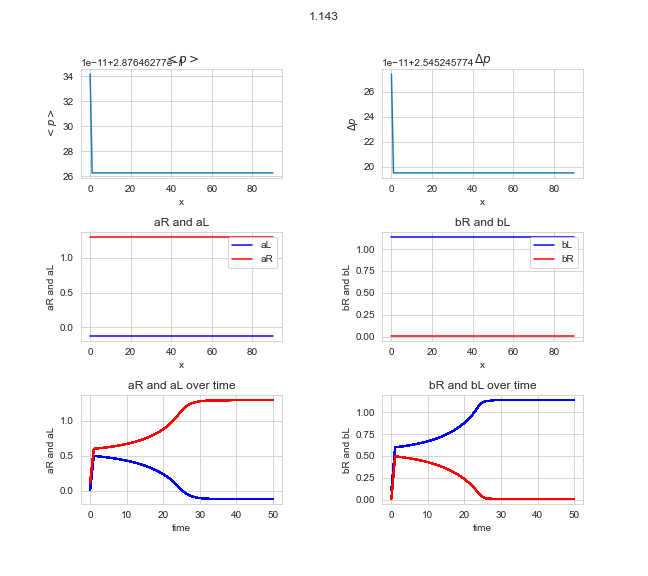 1.143
<p>
1e−11+2.87646277e−1
34
32
30
28
26
<p>
0 20 40 60 80
x
Δp
1e−11+2.545245774
26
24
22
20
Δp
0 20 40 60 80
x
aR and aL
1.0
0.5
0.0
aR and aL
aL
aR
0 20 40 60 80
x
bR and bL
1.00
0.75
0.50
0.25
0.00
bR and bL
bL
bR
0 20 40 60 80
x
aR and aL over time
1.0
0.5
0.0
aR and aL
0 10 20 30 40 50
time
bR and bL over time
1.00
0.75
0.50
0.25
0.00
bR and bL
0 10 20 30 40 50
time